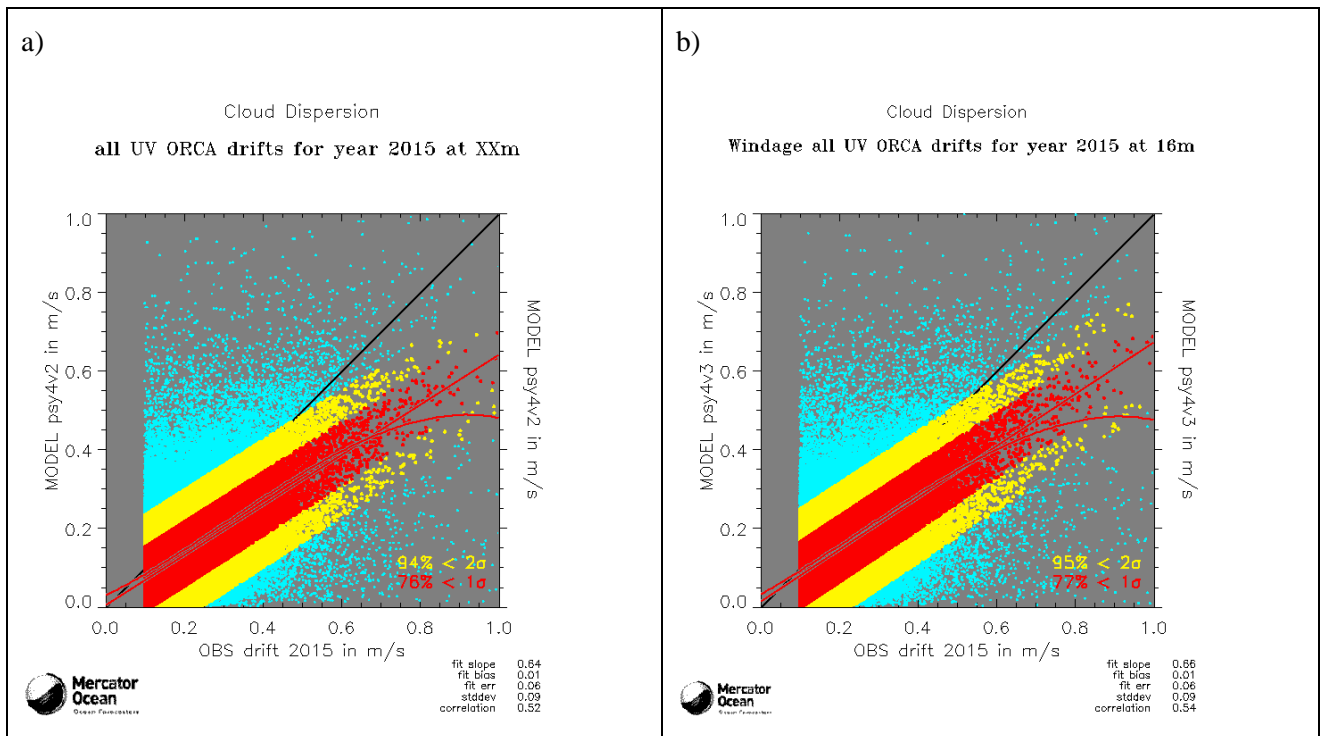 a)
Cloud Dispersion
all UV ORCA drifts for year 2015 at XXm
1.0
0.8
0.6
0.4
0.2
0.0
MODEL psy4v2 in m/s
MODEL psy4v2 in m/s
94% < 2σ
76% < 1σ
0.0 0.2 0.4 0.6 0.8 1.0
OBS drift 2015 in m/s
fit slope 0.64
fit bias 0.01
fit err 0.06
stddev 0.09
correlation 0.52
Mercator
Ocean
Ocean Forecasters
b)
Cloud Dispersion
Windage all UV ORCA drifts for year 2015 at 16m
1.0
0.8
0.6
0.4
0.2
0.0
MODEL psy4v3 in m/s
MODEL psy4v3 in m/s
95% < 2σ
77% < 1σ
0.0 0.2 0.4 0.6 0.8 1.0
OBS drift 2015 in m/s
fit slope 0.66
fit bias 0.01
fit err 0.06
stddev 0.09
correlation 0.54
Mercator
Ocean
Ocean Forecasters